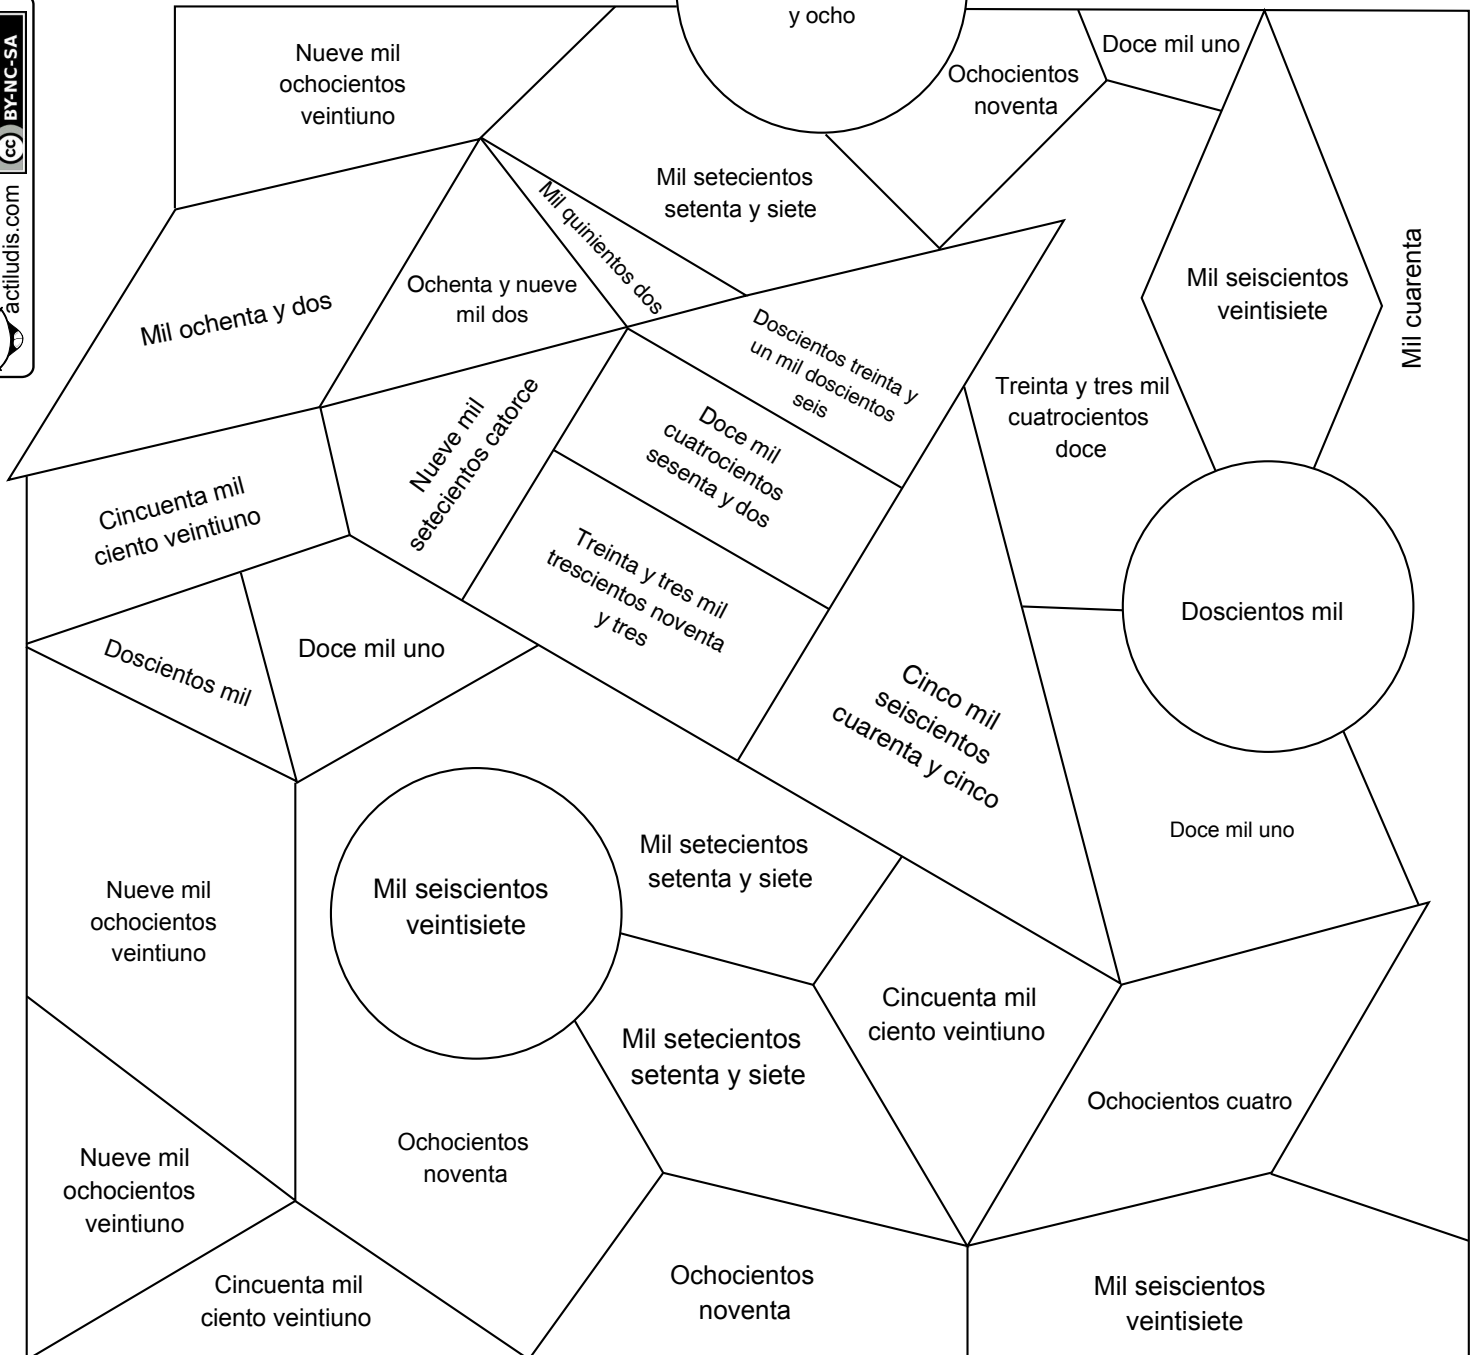 y ocho
Nueve mil
ochocientos
veintiuno
Doce mil uno
Ochocientos
noventa
BY-NC-SA
cc
actiludis.com
Mil setecientos
setenta y siete
Mil quinientos dos
Ochenta y nueve
mil dos
Mil ochenta y dos
Mil seiscientos
veintisiete
Mil cuarenta
Doscientos treinta y
un mil doscientos
seis
Treinta y tres mil
cuatrocientos
doce
Nueve mil
setecientos catorce
Doce mil
cuatrocientos
sesenta y dos
Cincuenta mil
ciento veintiuno
Treinta y tres mil
trescientos noventa
y tres
Doscientos mil
Doscientos mil
Doce mil uno
Cinco mil
seiscientos
cuarenta y cinco
Doce mil uno
Mil setecientos
setenta y siete
Nueve mil
ochocientos
veintiuno
Mil seiscientos
veintisiete
Cincuenta mil
ciento veintiuno
Mil setecientos
setenta y siete
Ochocientos cuatro
Ochocientos
noventa
Nueve mil
ochocientos
veintiuno
Cincuenta mil
ciento veintiuno
Ochocientos
noventa
Mil seiscientos
veintisiete